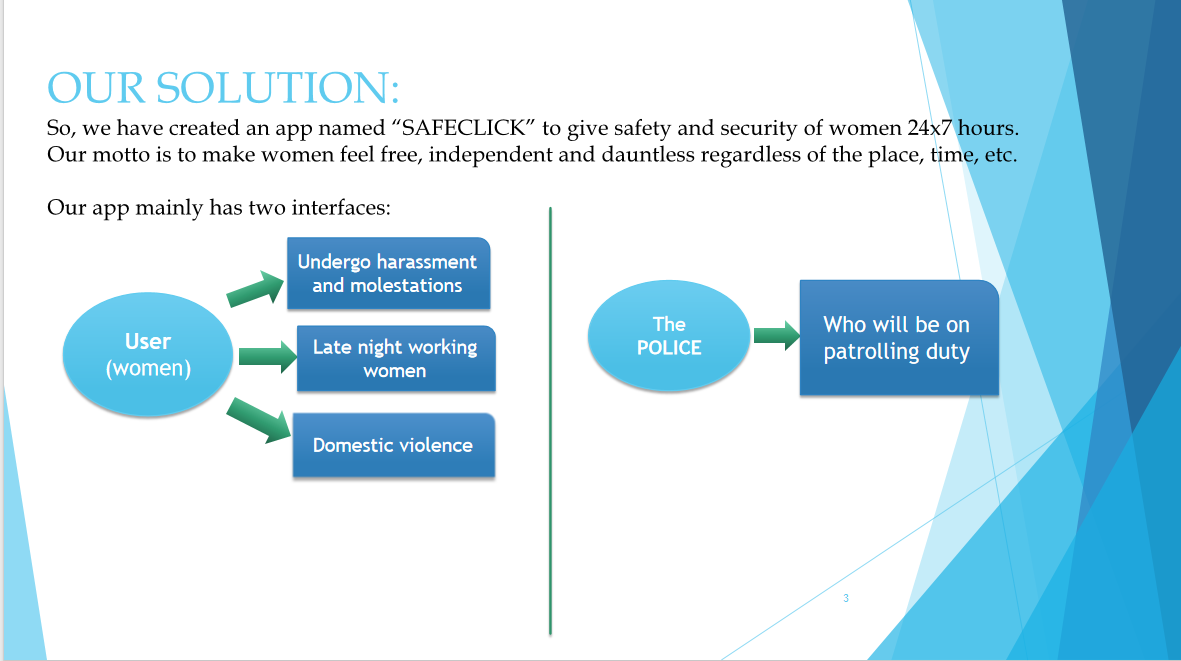 OUR SOLUTION:
So, we have created an app named “SAFECLICK” to give safety and security of women 24x7 hours.
Our motto is to make women feel free, independent and dauntless regardless of the place, time, etc.
Our app mainly has two interfaces:
User
(women)
Undergo harassment
and molestations
Late night working
women
Domestic violence
The
POLICE
Who will be on
patrolling duty
3